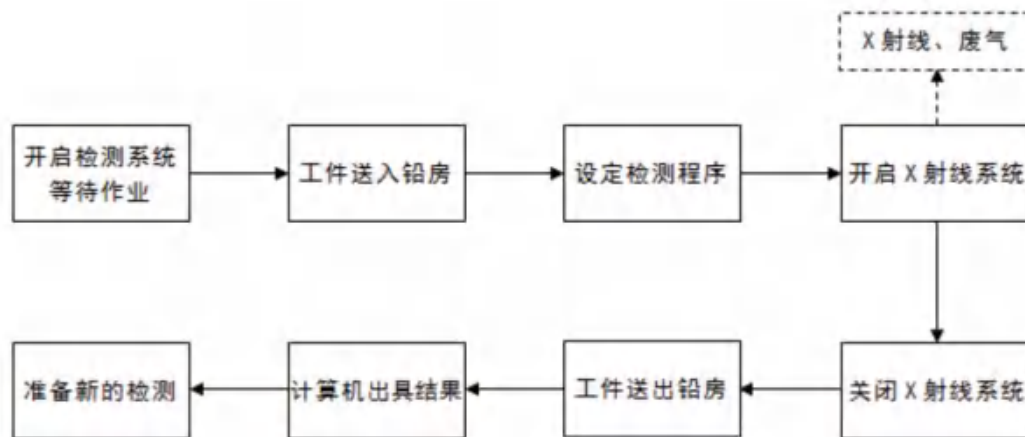 X射线、废气
开启检测系统
等待作业
工件送入铅房
设定检测程序
开启X射线系统
准备新的检测
计算机出具结果
工件送出铅房
关闭X射线系统